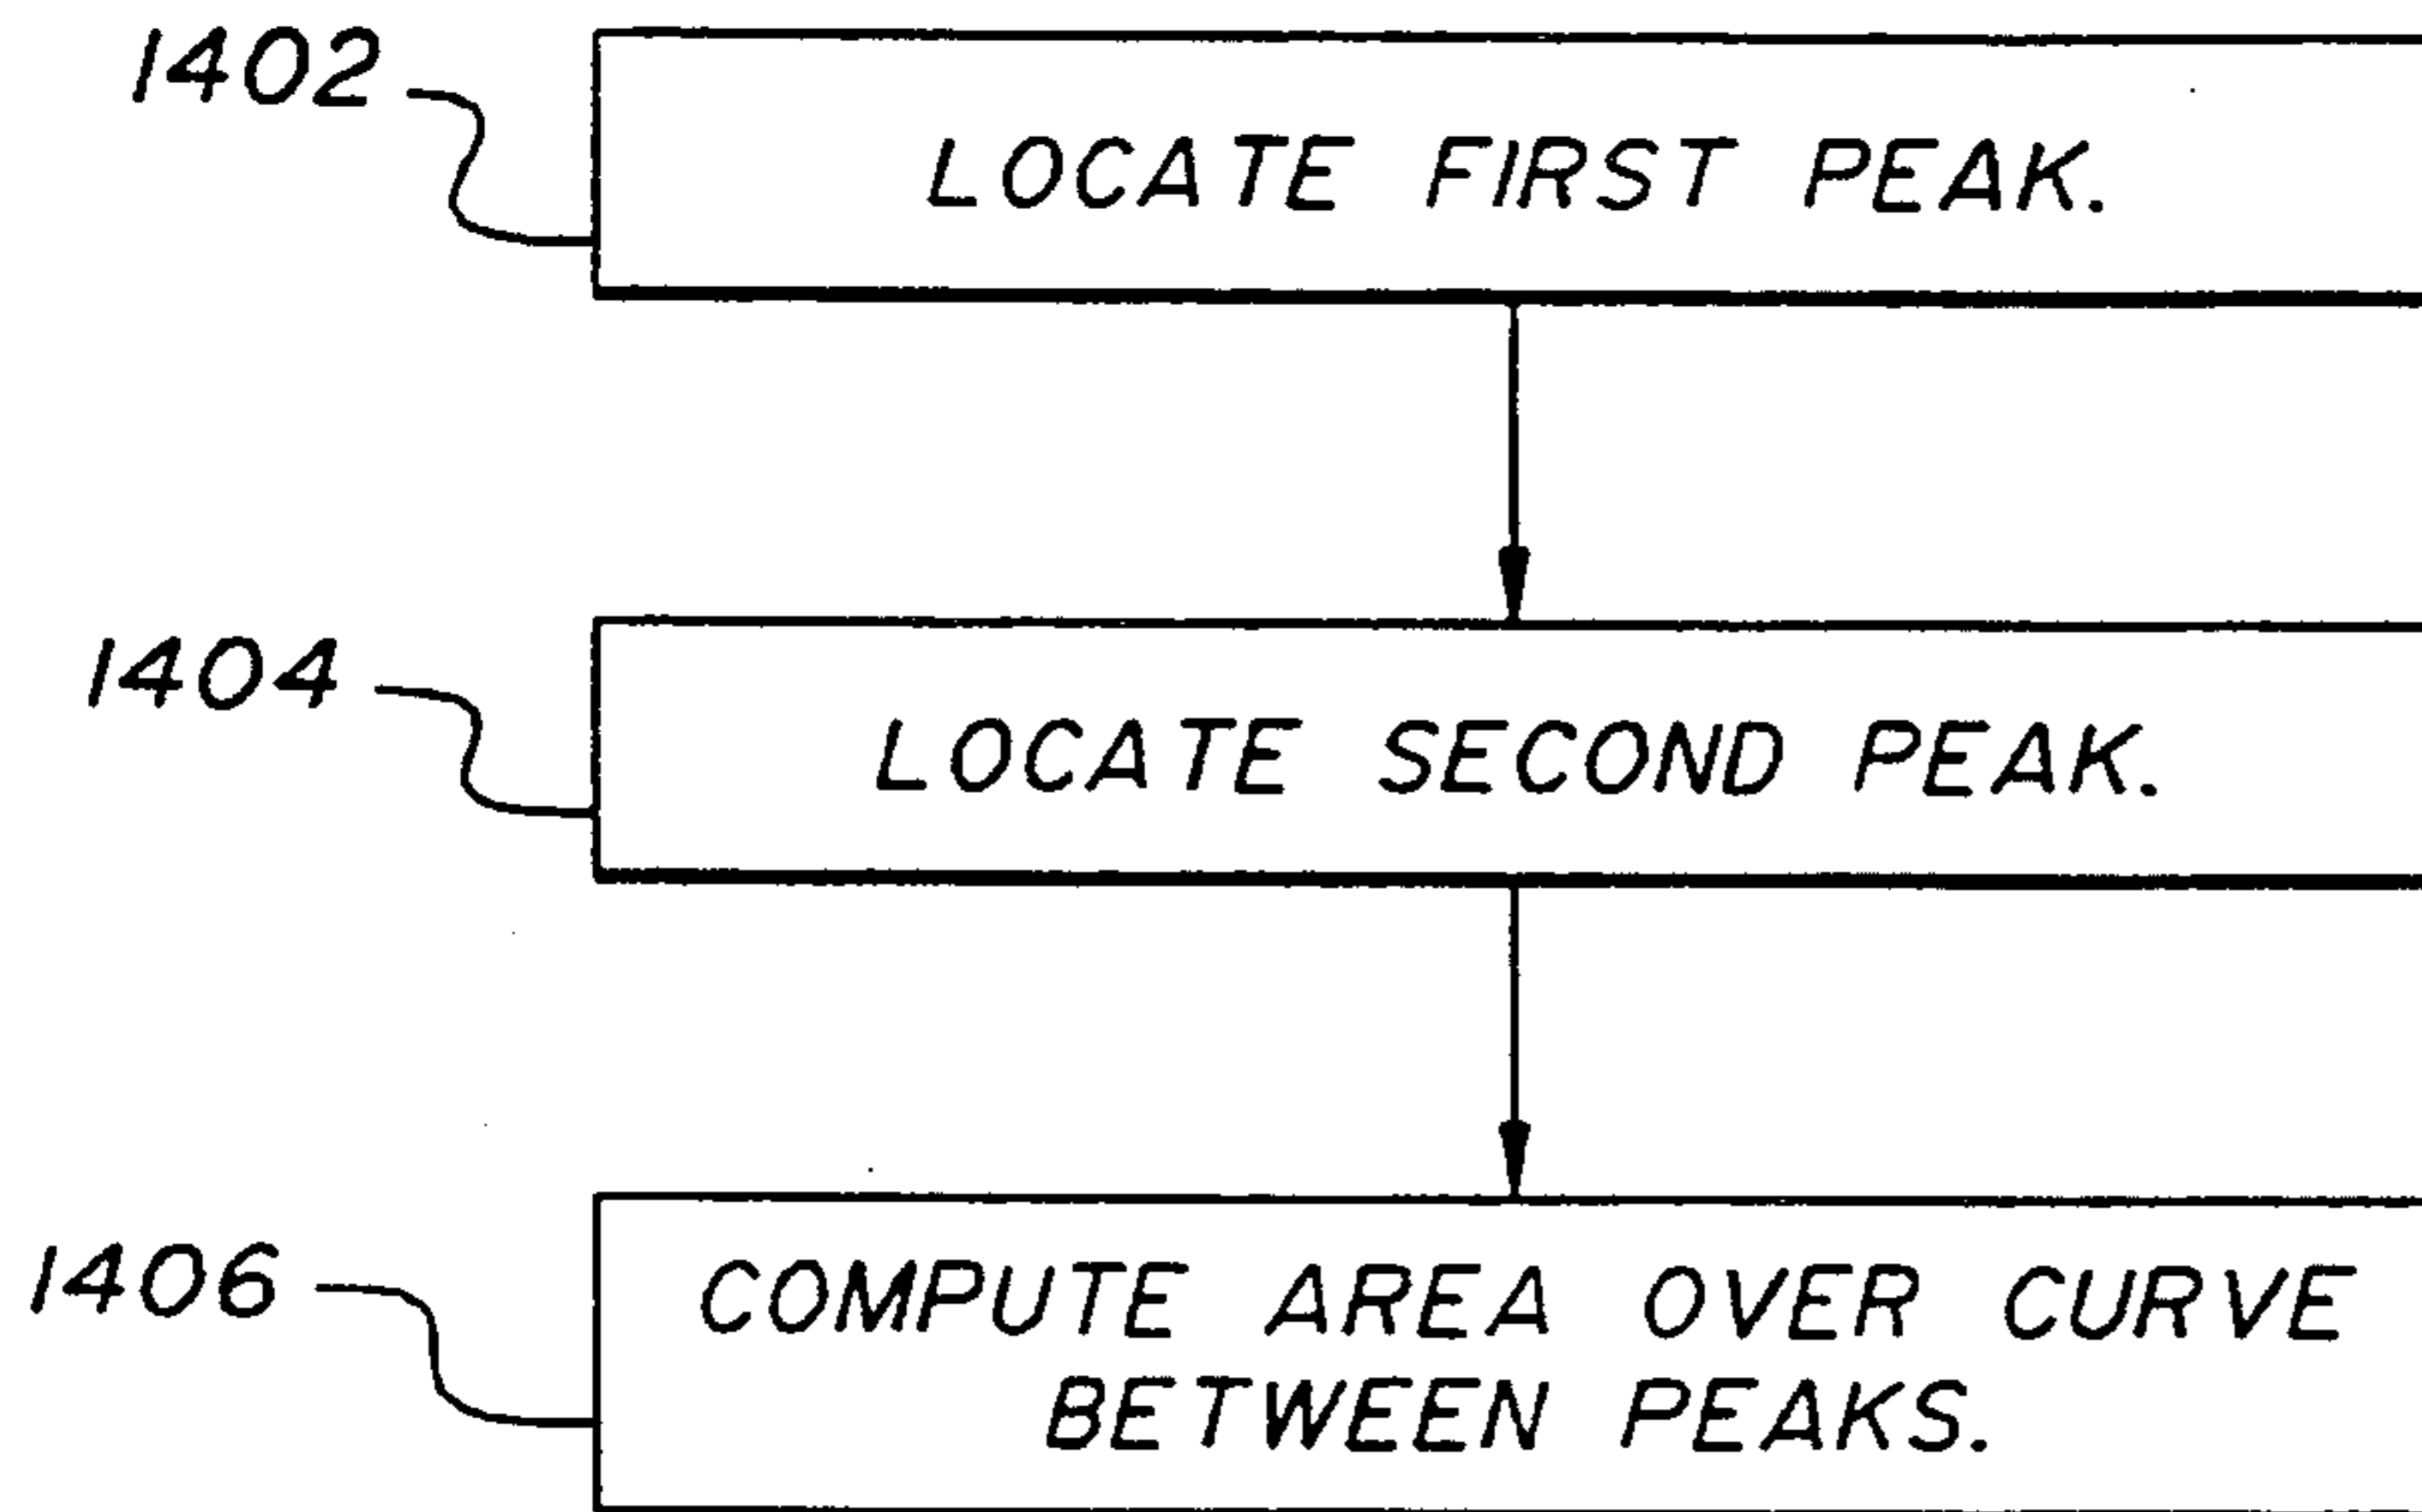 1402
LOCATE FIRST PEAK.
1404
LOCATE SECOND PEAK.
1406
COMPUTE AREA OVER CURVE
BETWEEN PEAKS.